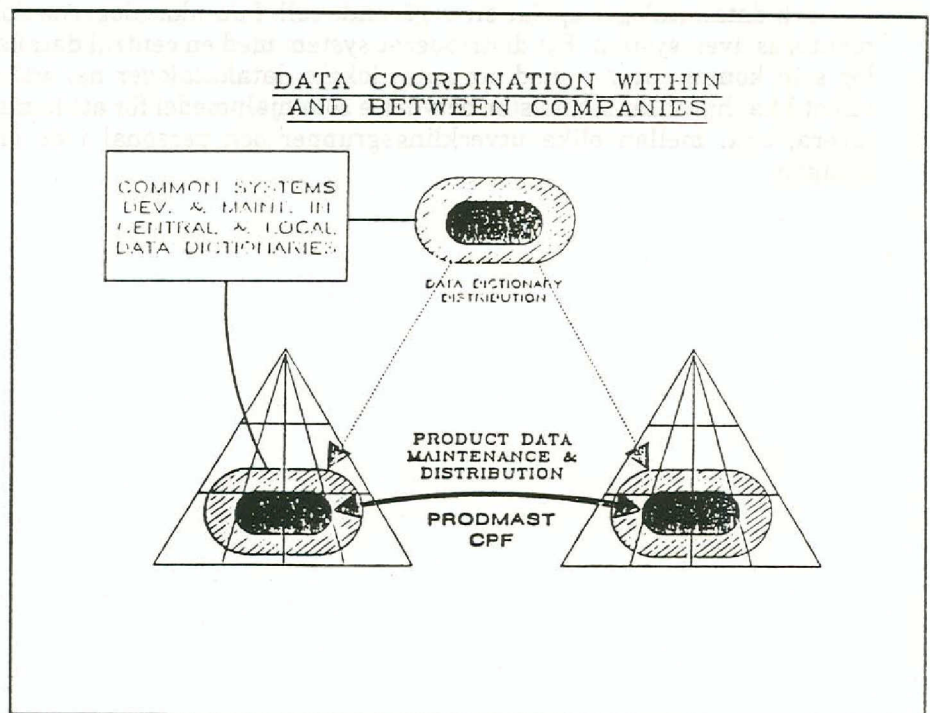 DATA COORDINATION WITHIN
AND BETWEEN COMPANIES
COMMON SYSTEMS
DEV. & MAINT. IN
CENTRAL & LOCAL
DATA DICTIONARIES
DATA DICTIONARY
DISTRIBUTION
PRODUCT DATA
MAINTENANCE &
DISTRIBUTION
PRODMAST
CPF